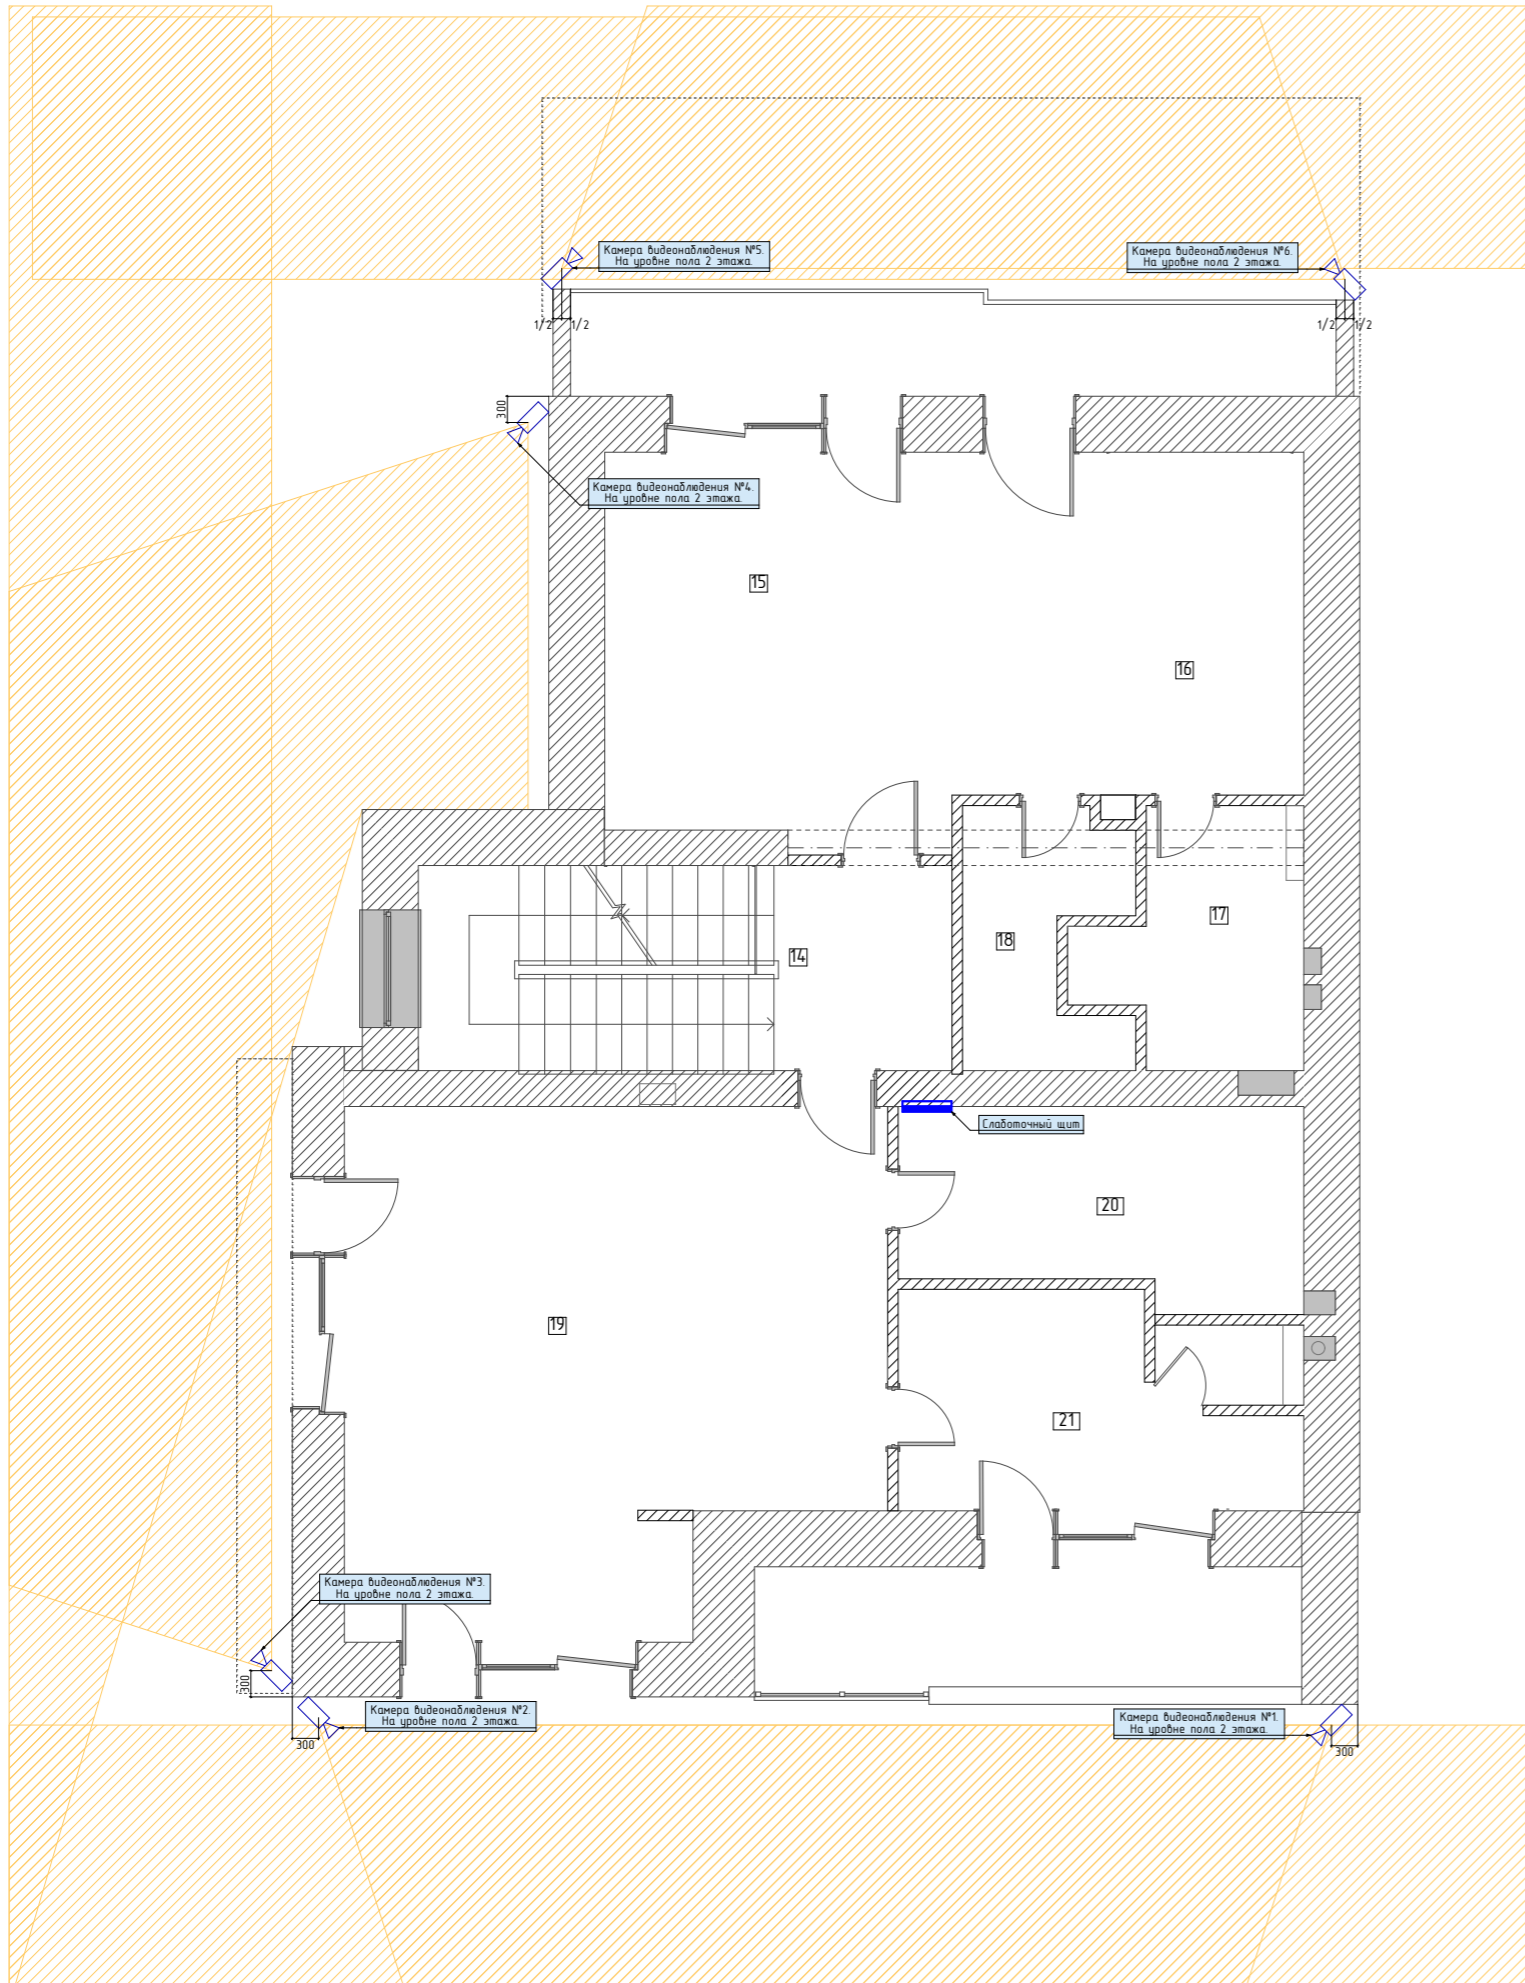 Камера видеонаблюдения №5.
На уровне пола 2 этажа.
Камера видеонаблюдения №6.
На уровне пола 2 этажа.
1/2
1/2
1/2
1/2
300
Камера видеонаблюдения №4.
На уровне пола 2 этажа.
15
16
17
18
14
Слаботочный щит
20
19
21
Камера видеонаблюдения №3.
На уровне пола 2 этажа.
300
Камера видеонаблюдения №2.
На уровне пола 2 этажа.
Камера видеонаблюдения №1.
На уровне пола 2 этажа.
300
300